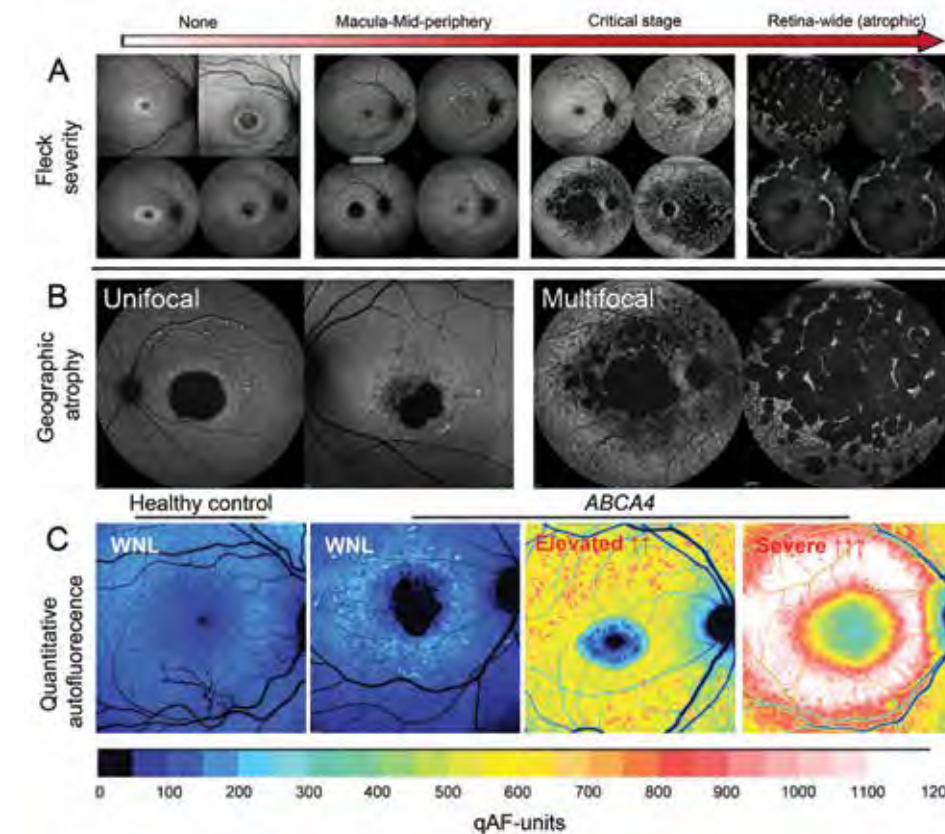 None Macula-Mid-periphery Critical stage Retina-wide (atrophic)
A
Fleck
severity
B
Unifocal Multifocal
Geographic
atrophy
Healthy control ABCA4
C
WNL WNL Elevated ↑↑ Severe ↑↑↑
Quantitative
autofluorecence
0 100 200 300 400 450 500 600 700 800 900 1000 1100 120
qAF-units